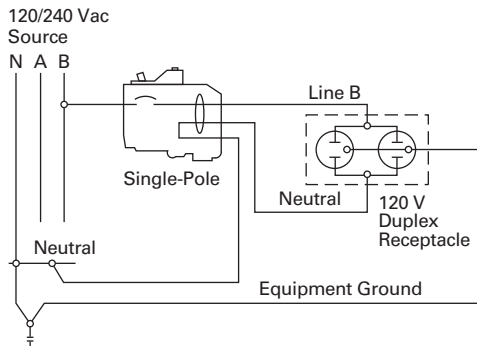 120/240 Vac
Source
N A B
Line B
Single-Pole
Neutral
120 V
Duplex
Receptacle
Neutral
Equipment Ground